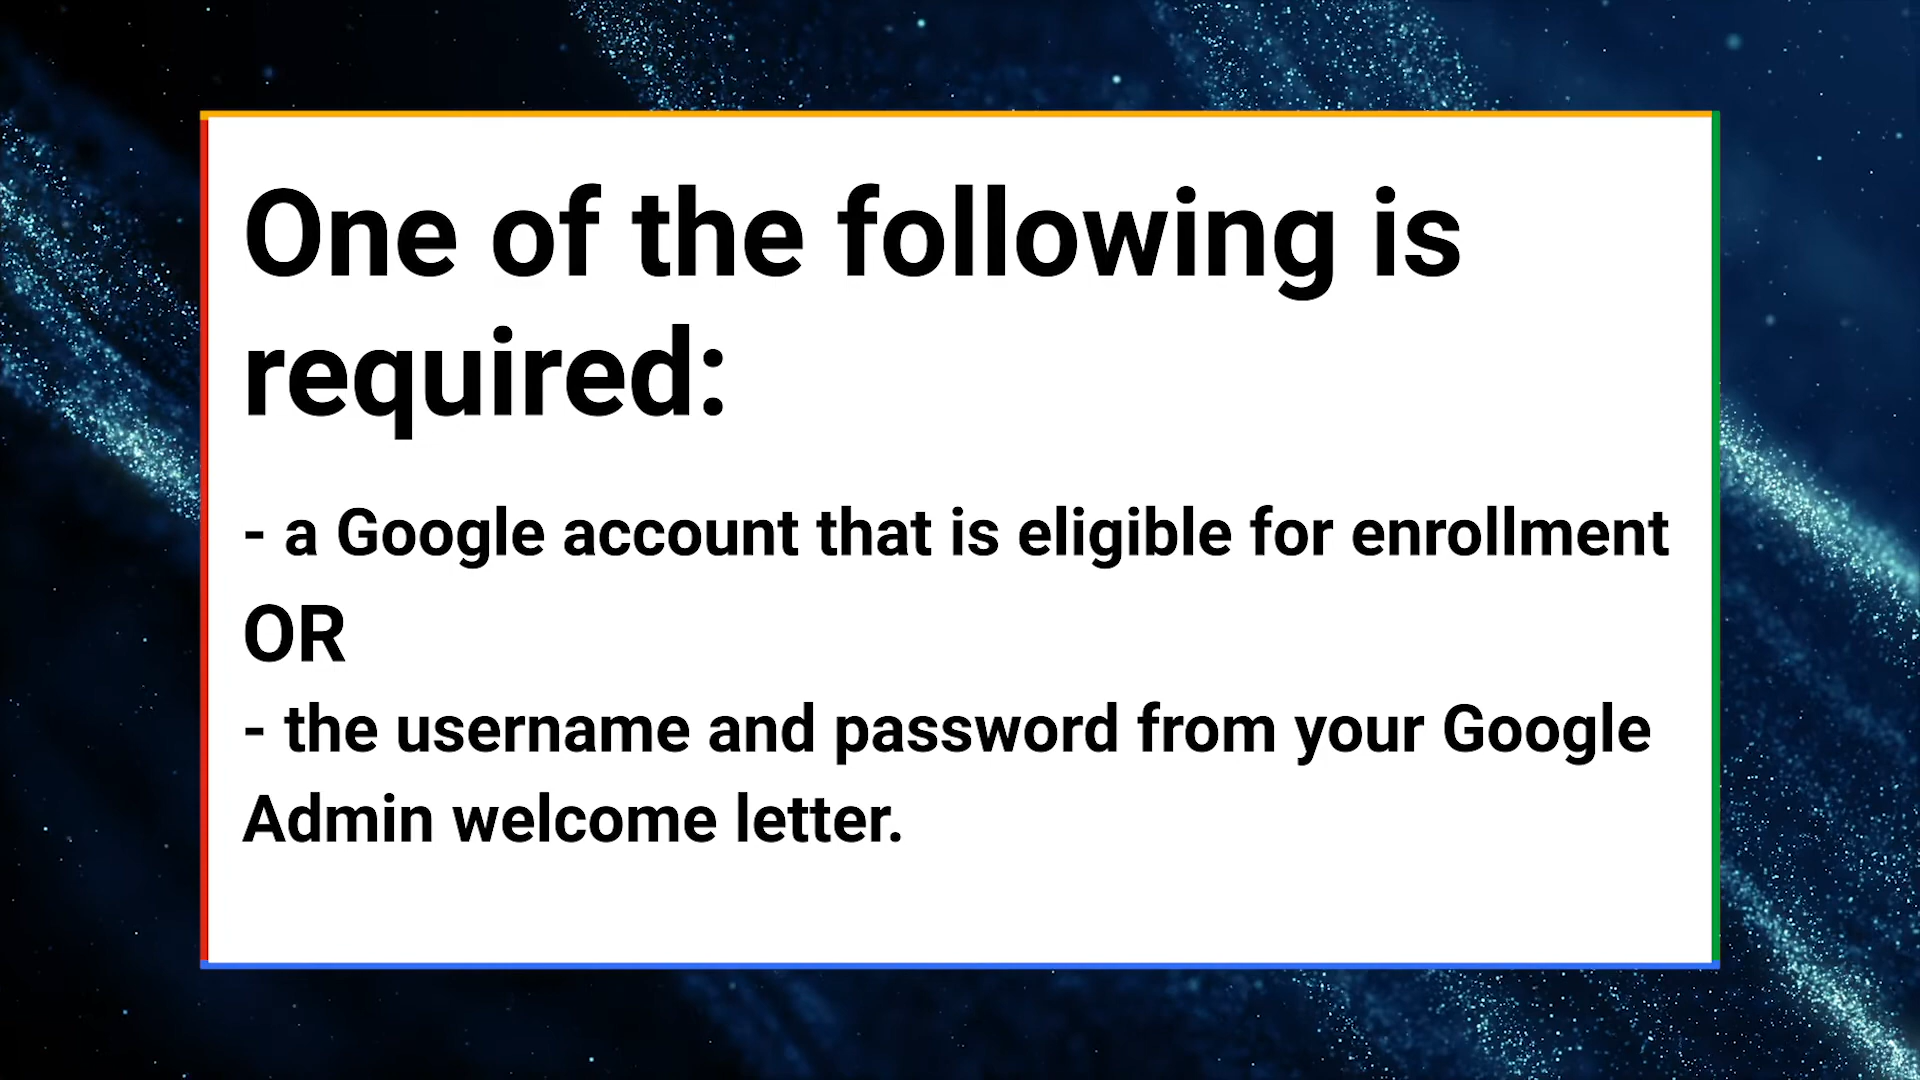 One of the following is
required:
- a Google account that is eligible for enrollment
OR
- the username and password from your Google
Admin welcome letter.